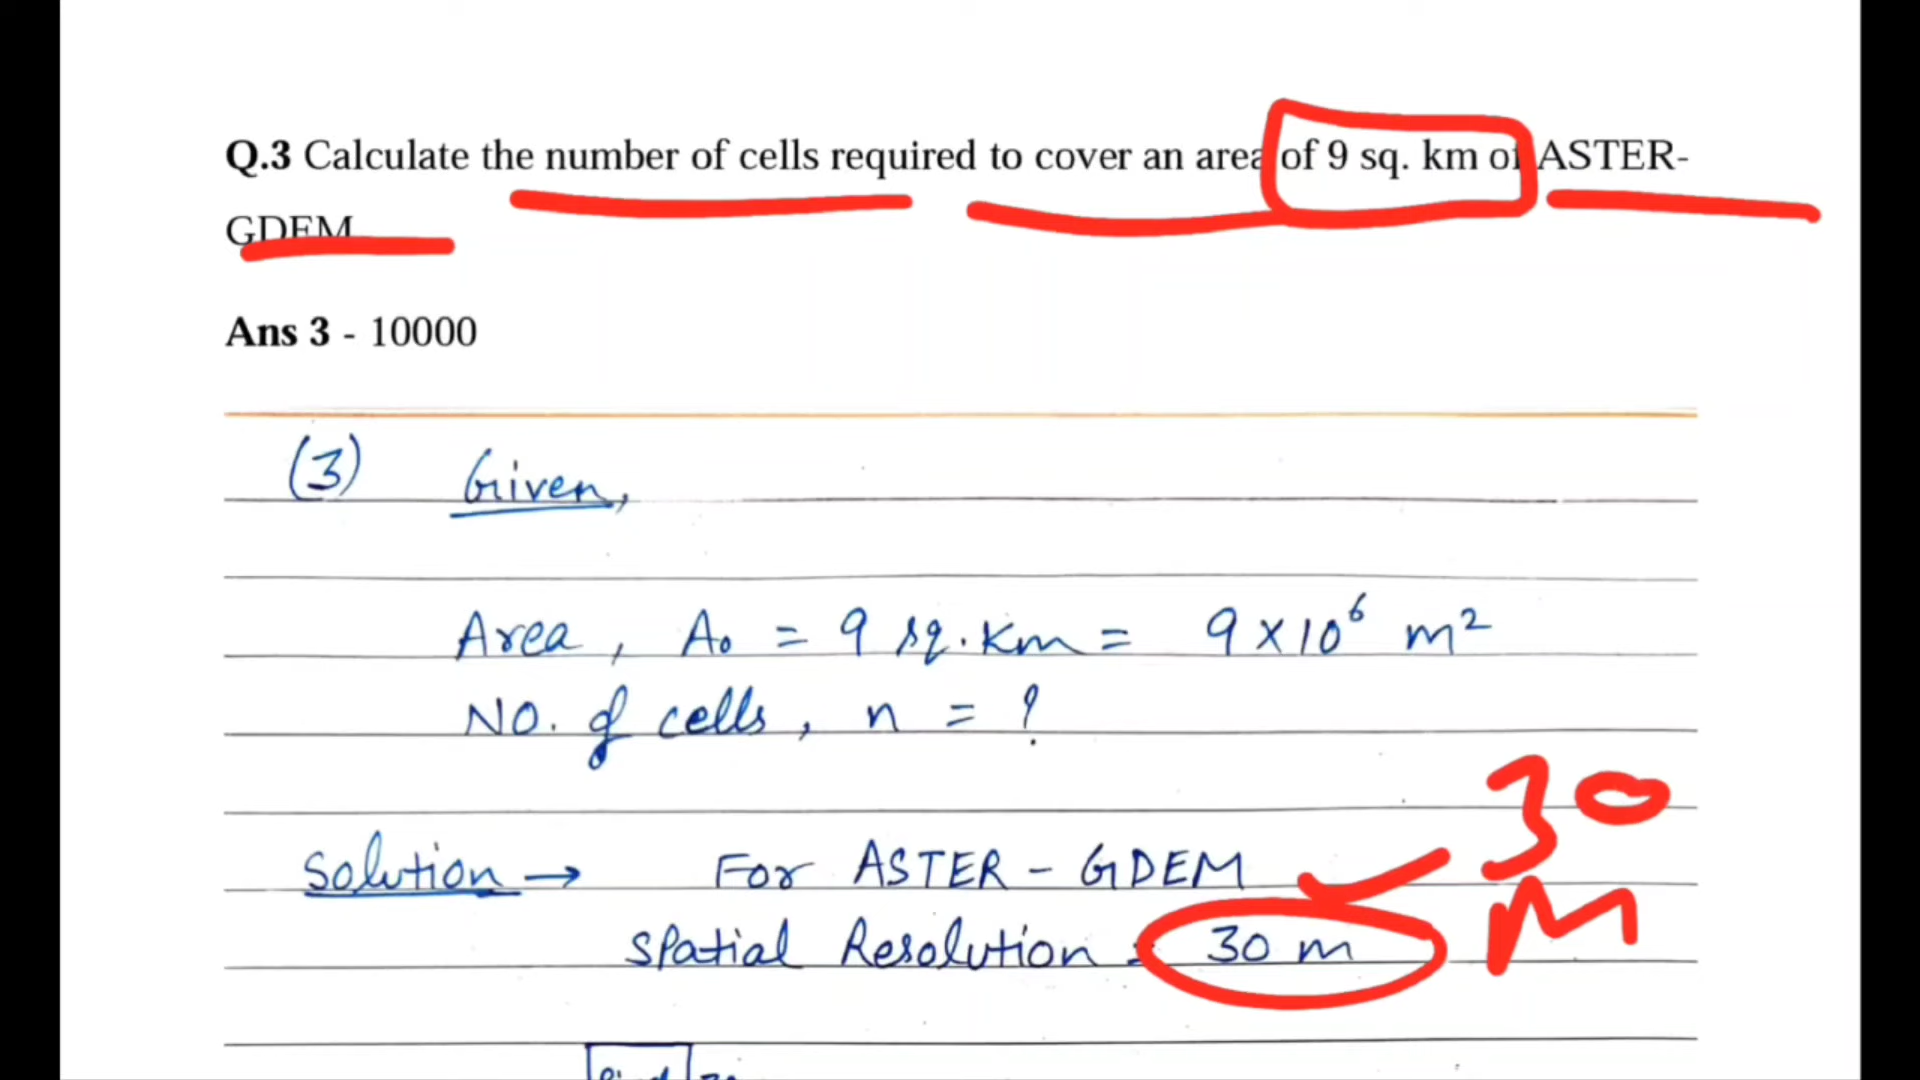 Q.3 Calculate the number of cells required to cover an area of 9 sq. km of ASTER-
GDEM
Ans 3 - 10000
(3) Given,
Area, A₀ = 9 sq. km = 9 × 10⁶ m²
NO. of cells, n = ?
30
M
Solution → For ASTER - GDEM
Spatial Resolution = 30 m